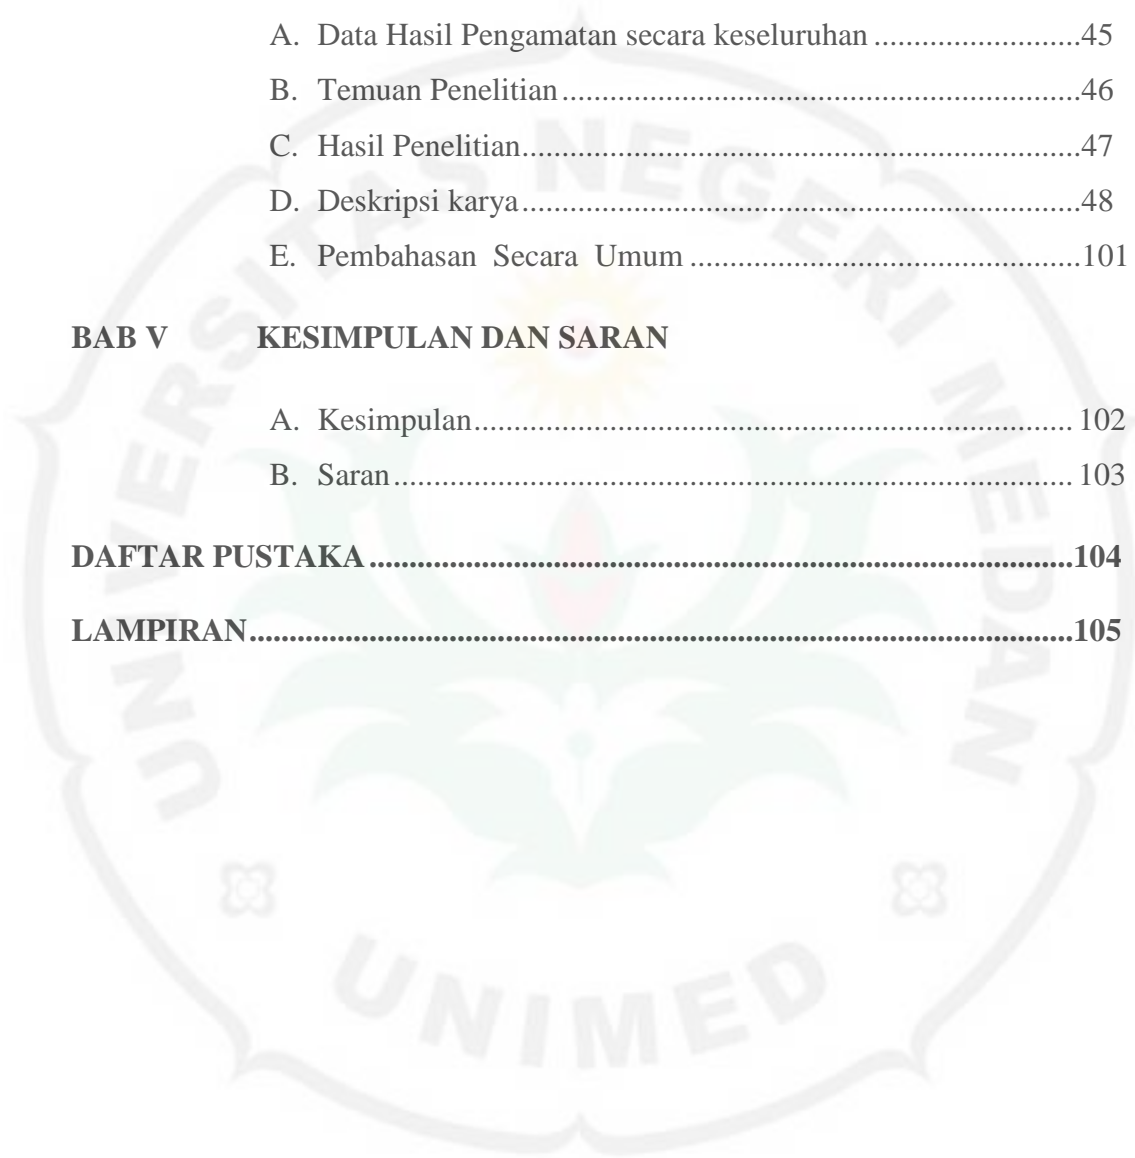 A. Data Hasil Pengamatan secara keseluruhan ..........................45
B. Temuan Penelitian.................................................................46
C. Hasil Penelitian......................................................................47
D. Deskripsi karya......................................................................48
E. Pembahasan Secara Umum .................................................101
BAB V KESIMPULAN DAN SARAN
A. Kesimpulan........................................................................... 102
B. Saran..................................................................................... 103
DAFTAR PUSTAKA.........................................................................................104
LAMPIRAN........................................................................................................105
UNIVERSITAS NEGERI MEDAN
UNIMED